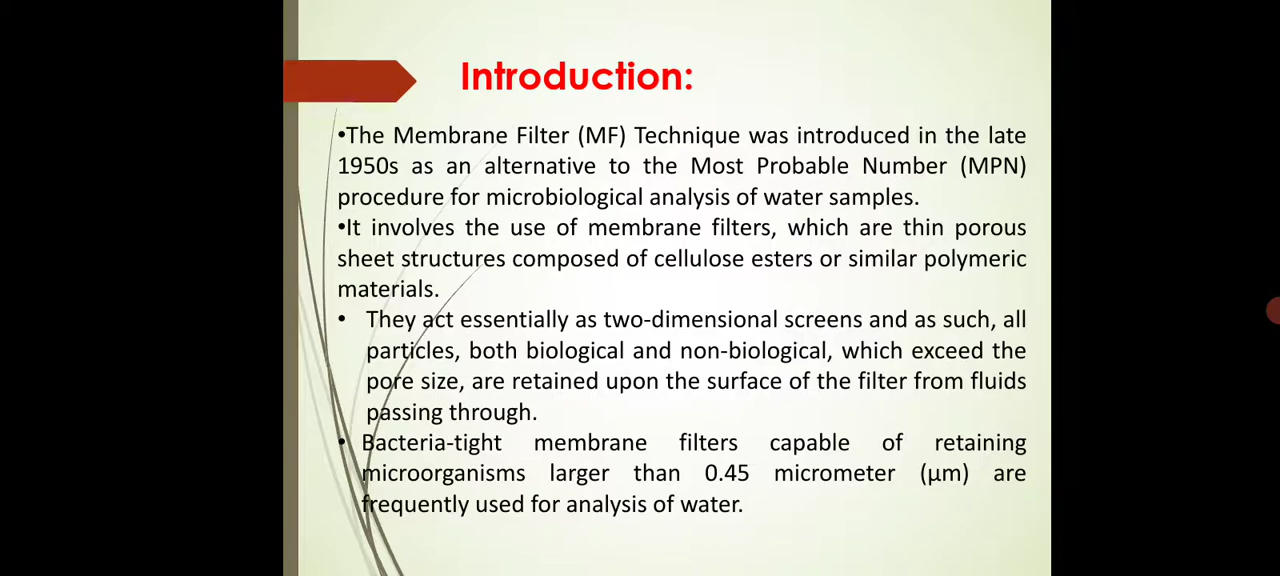 Introduction:
•The Membrane Filter (MF) Technique was introduced in the late
1950s as an alternative to the Most Probable Number (MPN)
procedure for microbiological analysis of water samples.
•It involves the use of membrane filters, which are thin porous
sheet structures composed of cellulose esters or similar polymeric
materials.
• They act essentially as two-dimensional screens and as such, all
particles, both biological and non-biological, which exceed the
pore size, are retained upon the surface of the filter from fluids
passing through.
• Bacteria-tight membrane filters capable of retaining
microorganisms larger than 0.45 micrometer (μm) are
frequently used for analysis of water.